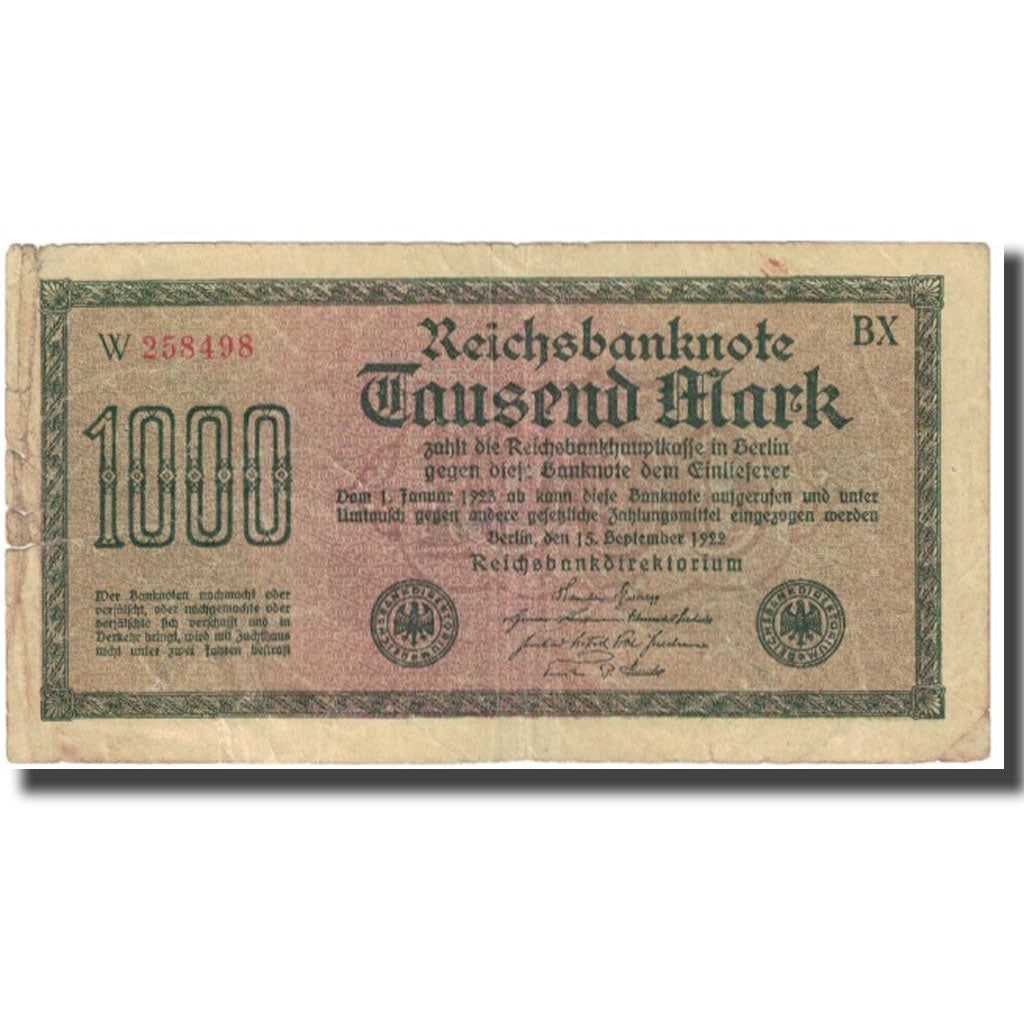 W 258498
BX
Reichsbanknote
Tausend Mark
1000
zahlt die Reichsbankhauptkasse in Berlin
gegen diese Banknote dem Einlieferer
Vom 1. Januar 1923 ab kann diese Banknote aufgerufen und unter
Umtausch gegen andere gesetzliche Zahlungsmittel eingezogen werden
Berlin, den 15. September 1922
Reichsbankdirektorium
Wer Banknoten nachmacht oder
verfälscht, oder nachgemachte oder
verfälschte sich verschafft und in
Verkehr bringt, wird mit Zuchthaus
nicht unter zwei Jahren bestraft
REICHSBANKDIREKTORIUM
REICHSBANKDIREKTORIUM